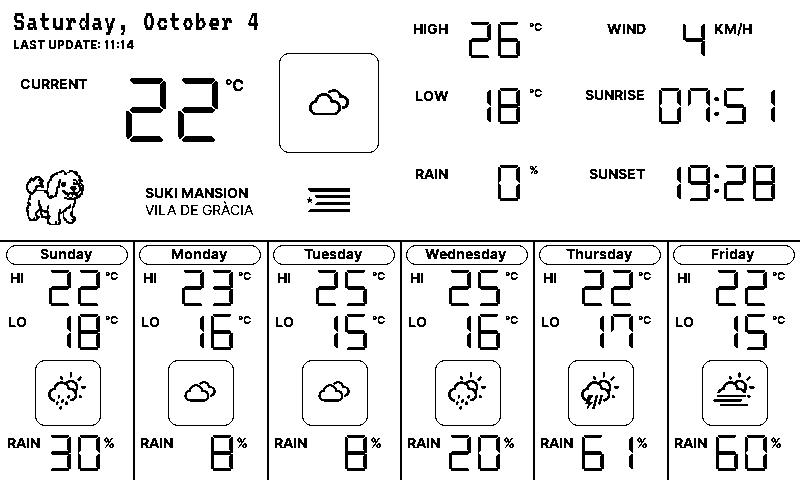 Saturday, October 4
LAST UPDATE: 11:14
CURRENT 22 °C
HIGH 26 °C
WIND 4 KM/H
LOW 18 °C
SUNRISE 07:51
RAIN 0 %
SUNSET 19:28
SUKI MANSION
VILA DE GRÀCIA
Sunday
HI 22 °C
LO 18 °C
RAIN 30 %
Monday
HI 23 °C
LO 16 °C
RAIN 8 %
Tuesday
HI 25 °C
LO 15 °C
RAIN 8 %
Wednesday
HI 25 °C
LO 16 °C
RAIN 20 %
Thursday
HI 22 °C
LO 17 °C
RAIN 61 %
Friday
HI 22 °C
LO 15 °C
RAIN 60 %